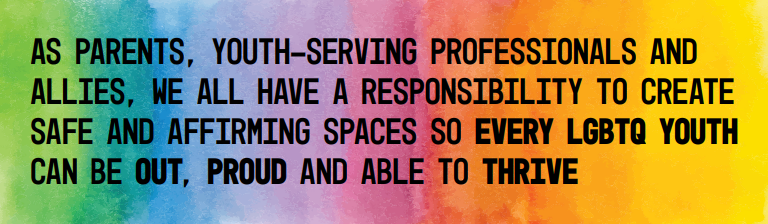 AS PARENTS, YOUTH-SERVING PROFESSIONALS AND
ALLIES, WE ALL HAVE A RESPONSIBILITY TO CREATE
SAFE AND AFFIRMING SPACES SO EVERY LGBTQ YOUTH
CAN BE OUT, PROUD AND ABLE TO THRIVE